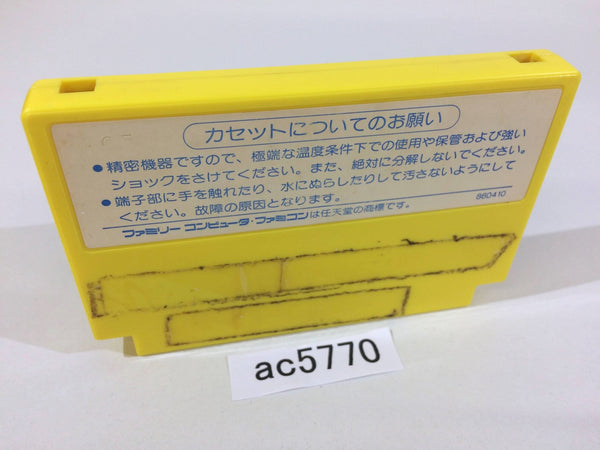 カセットについてのお願い
●精密機器ですので、極端な温度条件下での使用や保管および強い
ショックをさけてください。また、絶対に分解しないでください。
●端子部に手を触れたり、水にぬらしたりして汚さないようにして
ください。故障の原因となります。
860410
ファミリー コンピュータ・ファミコンは任天堂の商標です。
ac5770